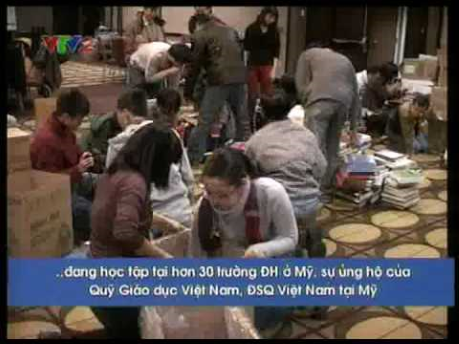 VTV2
..đang học tập tại hơn 30 trường ĐH ở Mỹ, sự ủng hộ của
Quỹ Giáo dục Việt Nam, ĐSQ Việt Nam tại Mỹ